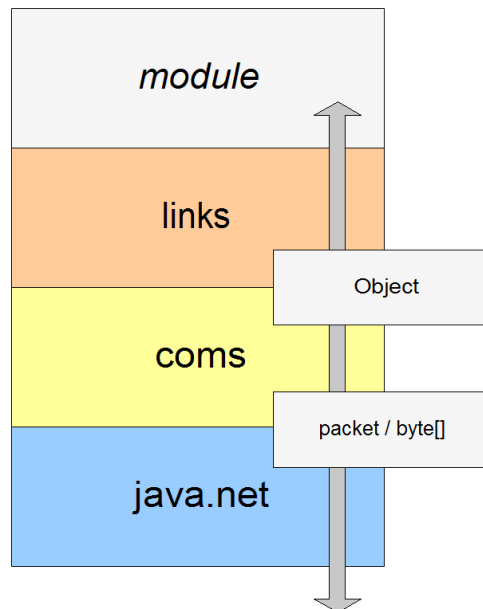 module
links
Object
coms
packet / byte[]
java.net